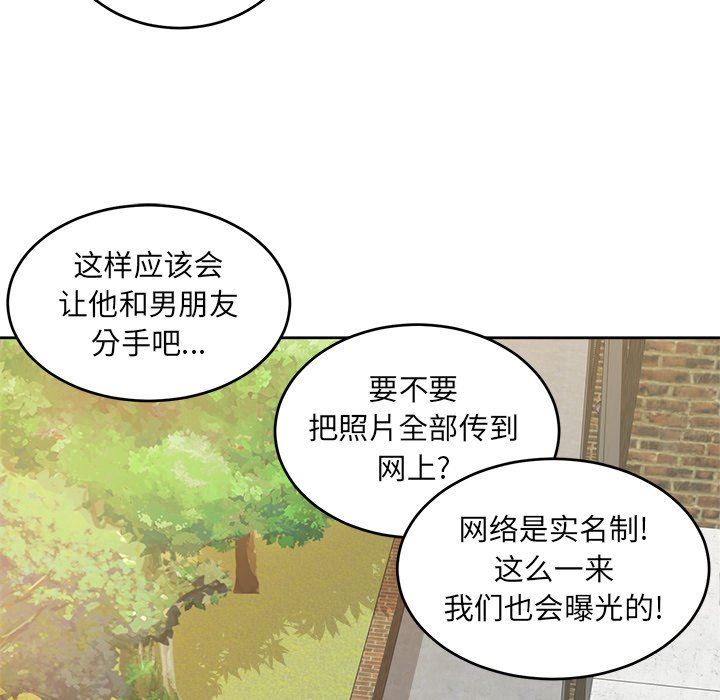 这样应该会
让他和男朋友
分手吧...
要不要
把照片全部传到
网上?
网络是实名制!
这么一来
我们也会曝光的!